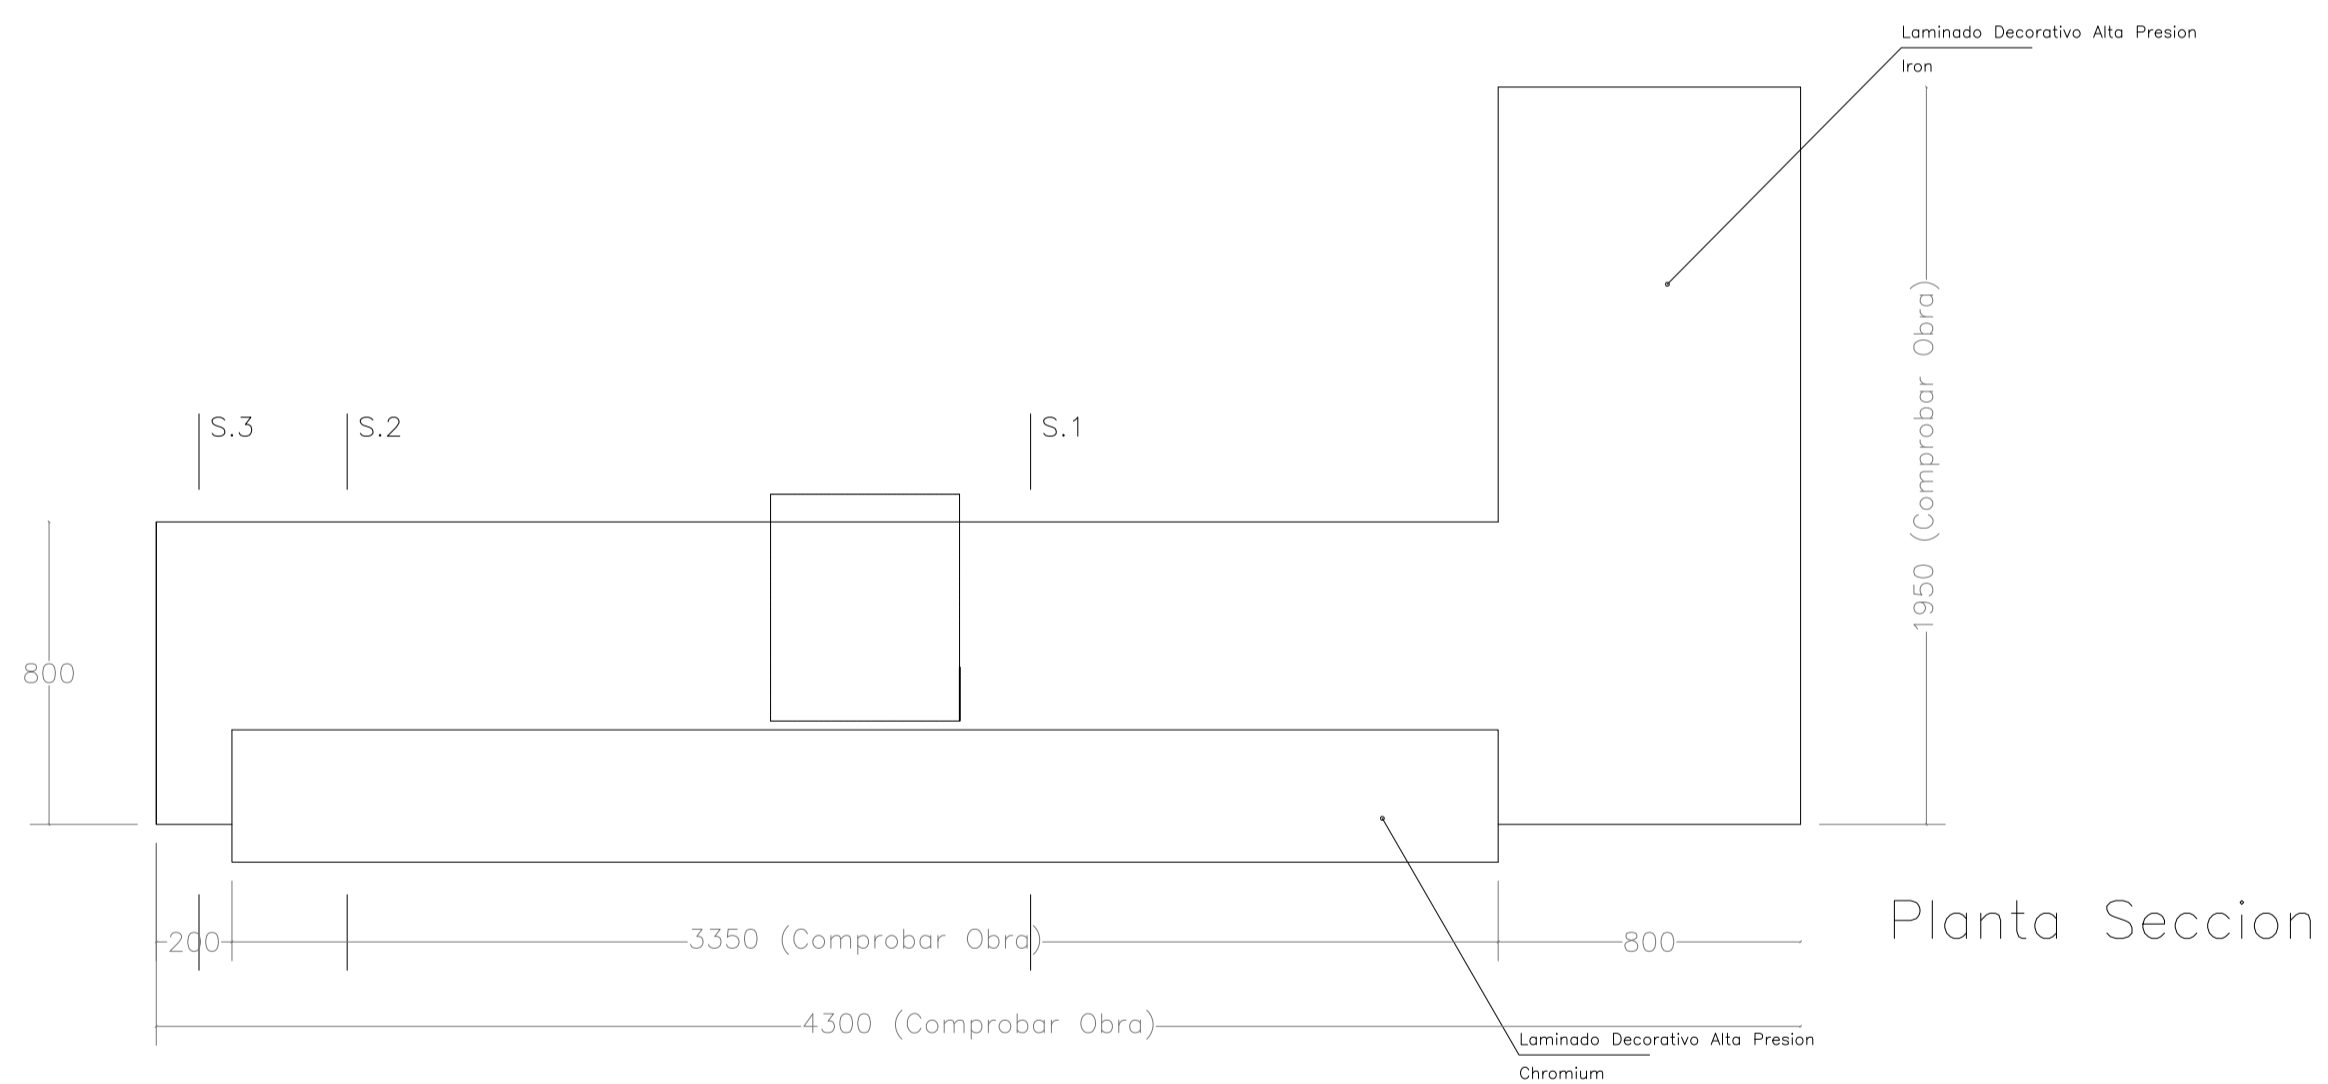 Laminado Decorativo Alta Presion
Iron
1950 (Comprobar Obra)
S.3
S.2
S.1
800
Planta Seccion
200
3350 (Comprobar Obra)
800
4300 (Comprobar Obra)
Laminado Decorativo Alta Presion
Chromium